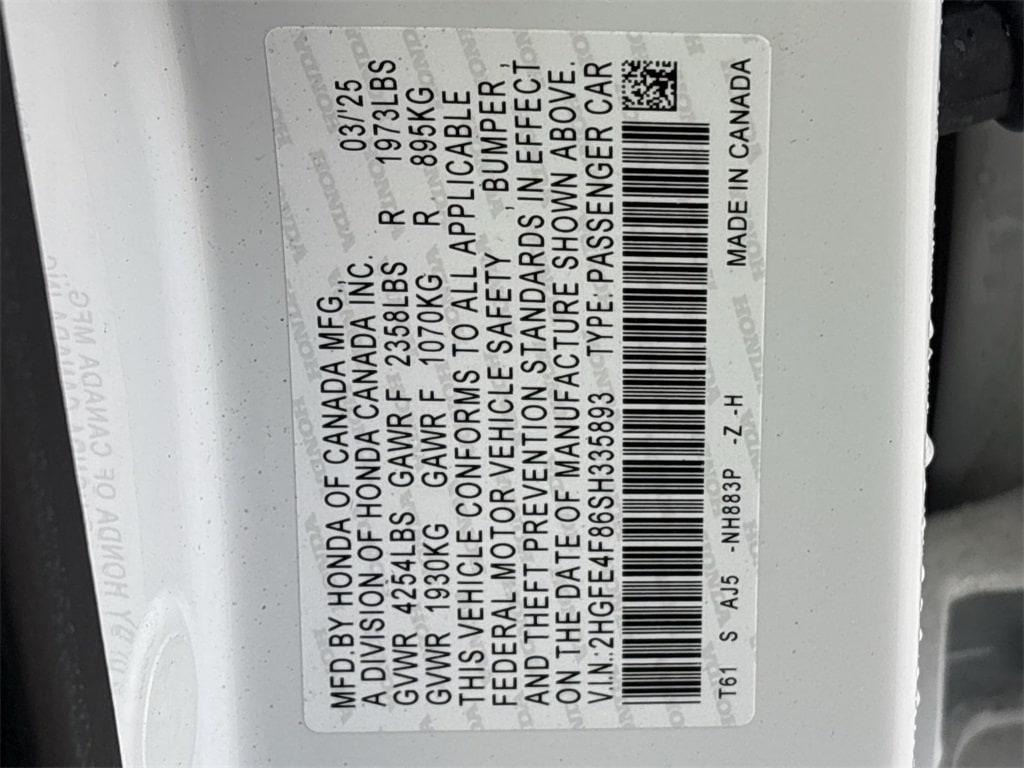 MFD.BY HONDA OF CANADA MFG., 03/'25
A DIVISION OF HONDA CANADA INC.
GVWR 4254LBS GAWR F 2358LBS R 1973LBS
GVWR 1930KG GAWR F 1070KG R 895KG
THIS VEHICLE CONFORMS TO ALL APPLICABLE
FEDERAL MOTOR VEHICLE SAFETY , BUMPER ,
AND THEFT PREVENTION STANDARDS IN EFFECT
ON THE DATE OF MANUFACTURE SHOWN ABOVE.
V.I.N.:2HGFE4F86SH335893 TYPE:PASSENGER CAR
T61 S AJ5 -NH883P -Z -H MADE IN CANADA